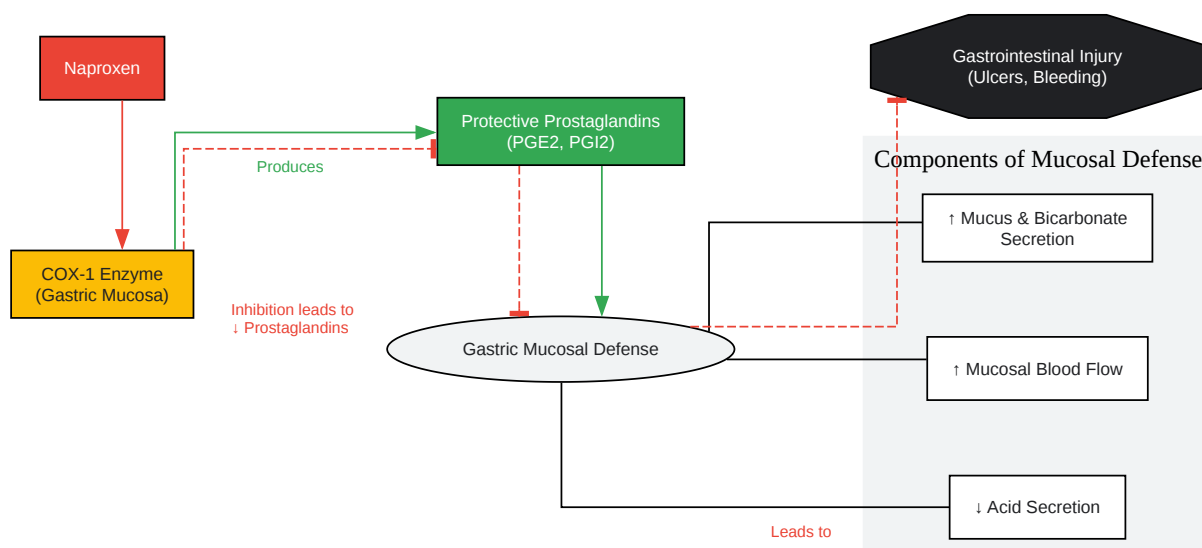 Naproxen
Gastrointestinal Injury
(Ulcers, Bleeding)
Protective Prostaglandins
(PGE2, PGI2)
Produces
Components of Mucosal Defense
↑ Mucus & Bicarbonate
Secretion
COX-1 Enzyme
(Gastric Mucosa)
Inhibition leads to
↓ Prostaglandins
Gastric Mucosal Defense
↑ Mucosal Blood Flow
↓ Acid Secretion
Leads to